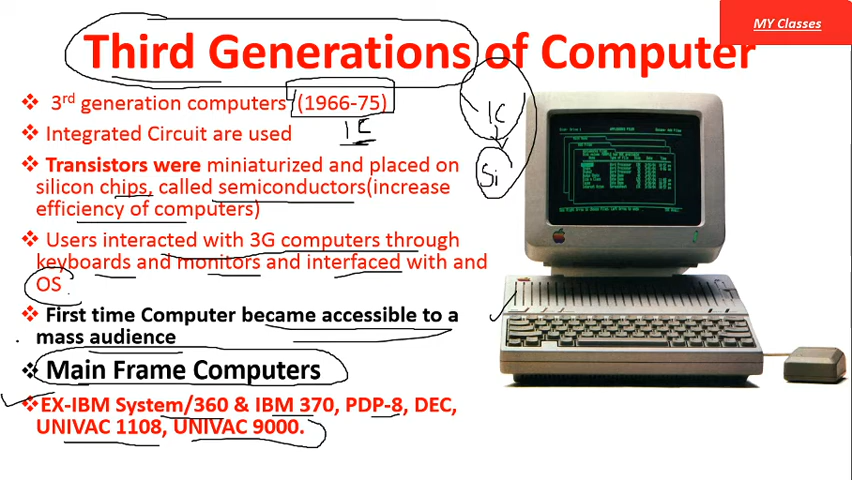 MY Classes
Third Generations of Computer
3rd generation computers (1966-75)
IC
Integrated Circuit are used
IC
Transistors were miniaturized and placed on
silicon chips, called semiconductors(increase
efficiency of computers)
Si
Users interacted with 3G computers through
keyboards and monitors and interfaced with and
OS
First time Computer became accessible to a
mass audience
Main Frame Computers
EX-IBM System/360 & IBM 370, PDP-8, DEC,
UNIVAC 1108, UNIVAC 9000.